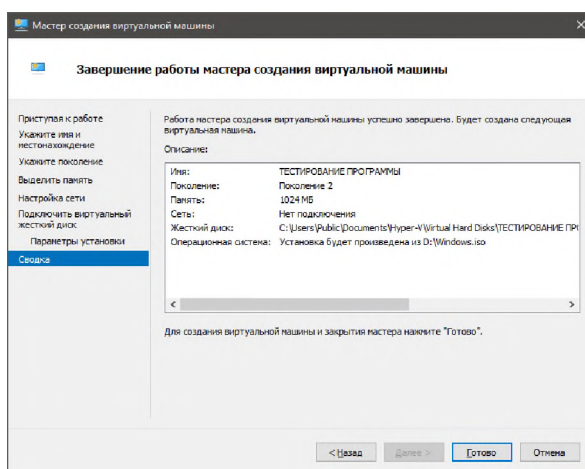 Мастер создания виртуальной машины
Завершение работы мастера создания виртуальной машины
Приступая к работе
Укажите имя и
местонахождение
Укажите поколение
Выделить память
Настройка сети
Подключить виртуальный
жесткий диск
Параметры установки
Сводка
Работа мастера создания виртуальной машины успешно завершена. Будет создана следующая
виртуальная машина.
Описание:
Имя: ТЕСТИРОВАНИЕ ПРОГРАММЫ
Поколение: Поколение 2
Память: 1024 МБ
Сеть: Нет подключения
Жесткий диск: C:\Users\Public\Documents\Hyper-V\Virtual Hard Disks\ТЕСТИРОВАНИЕ ПРО
Операционная система: Установка будет произведена из D:\Windows.iso
Для создания виртуальной машины и закрытия мастера нажмите "Готово".
< Назад Далее > Готово Отмена